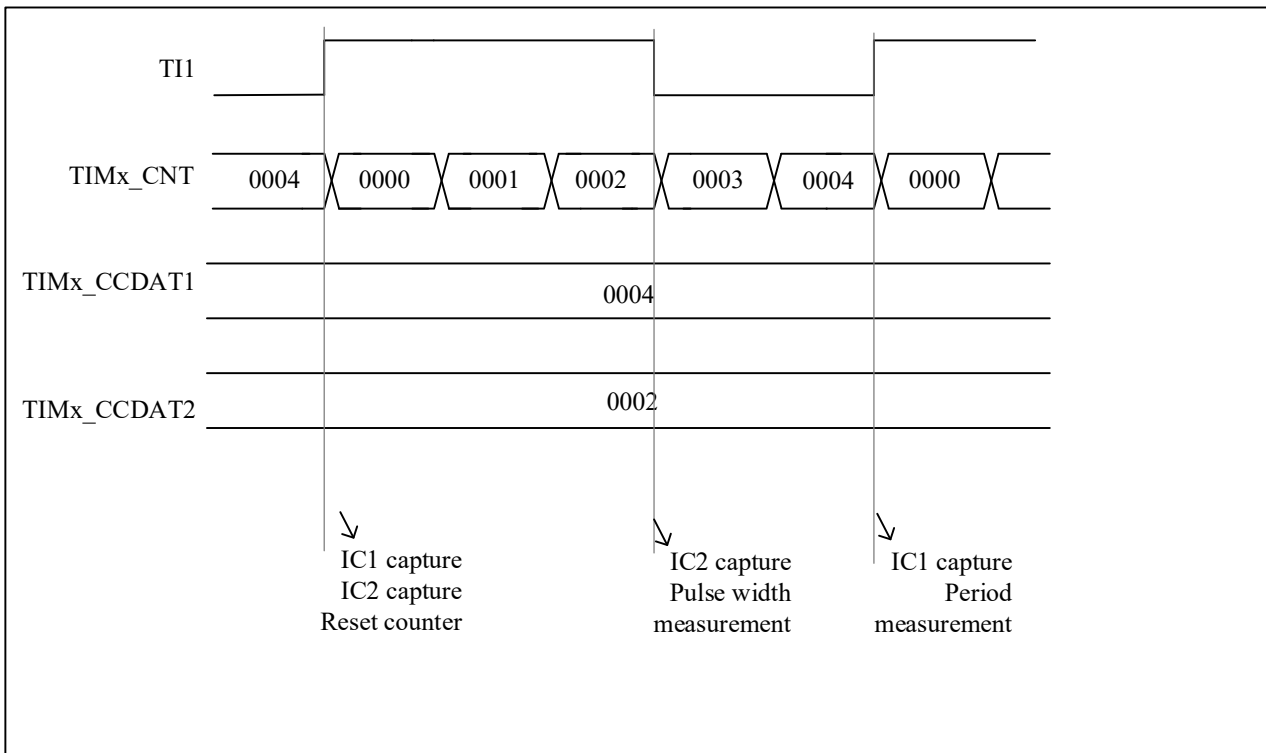 TI1
TIMx_CNT
0004 0000 0001 0002 0003 0004 0000
TIMx_CCDAT1
0004
TIMx_CCDAT2
0002
IC1 capture
IC2 capture
Reset counter
IC2 capture
Pulse width
measurement
IC1 capture
Period
measurement